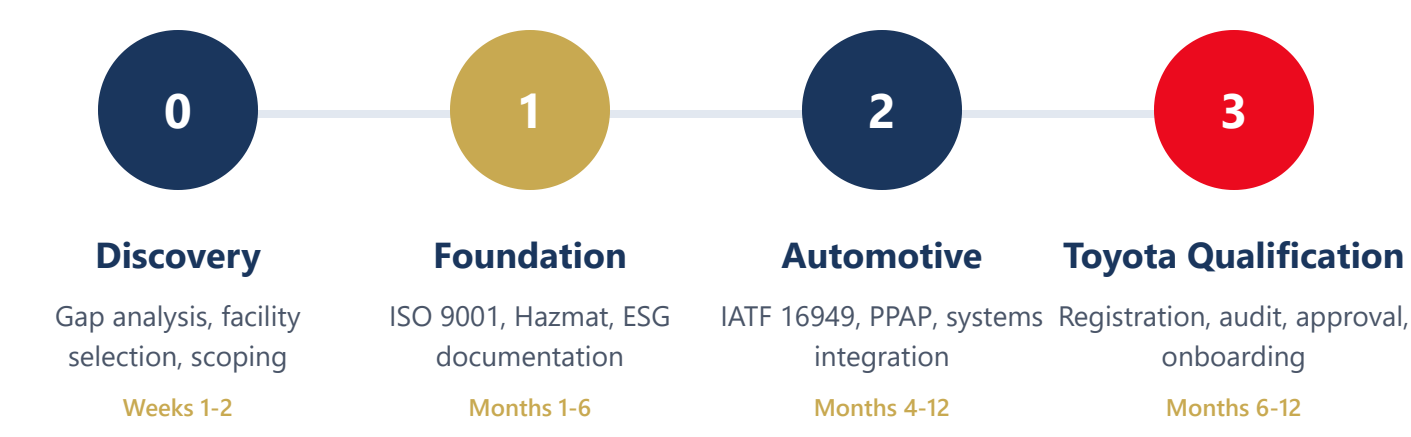 0
1
2
3
Discovery
Gap analysis, facility
selection, scoping
Weeks 1-2
Foundation
ISO 9001, Hazmat, ESG
documentation
Months 1-6
Automotive
IATF 16949, PPAP, systems
integration
Months 4-12
Toyota Qualification
Registration, audit, approval,
onboarding
Months 6-12